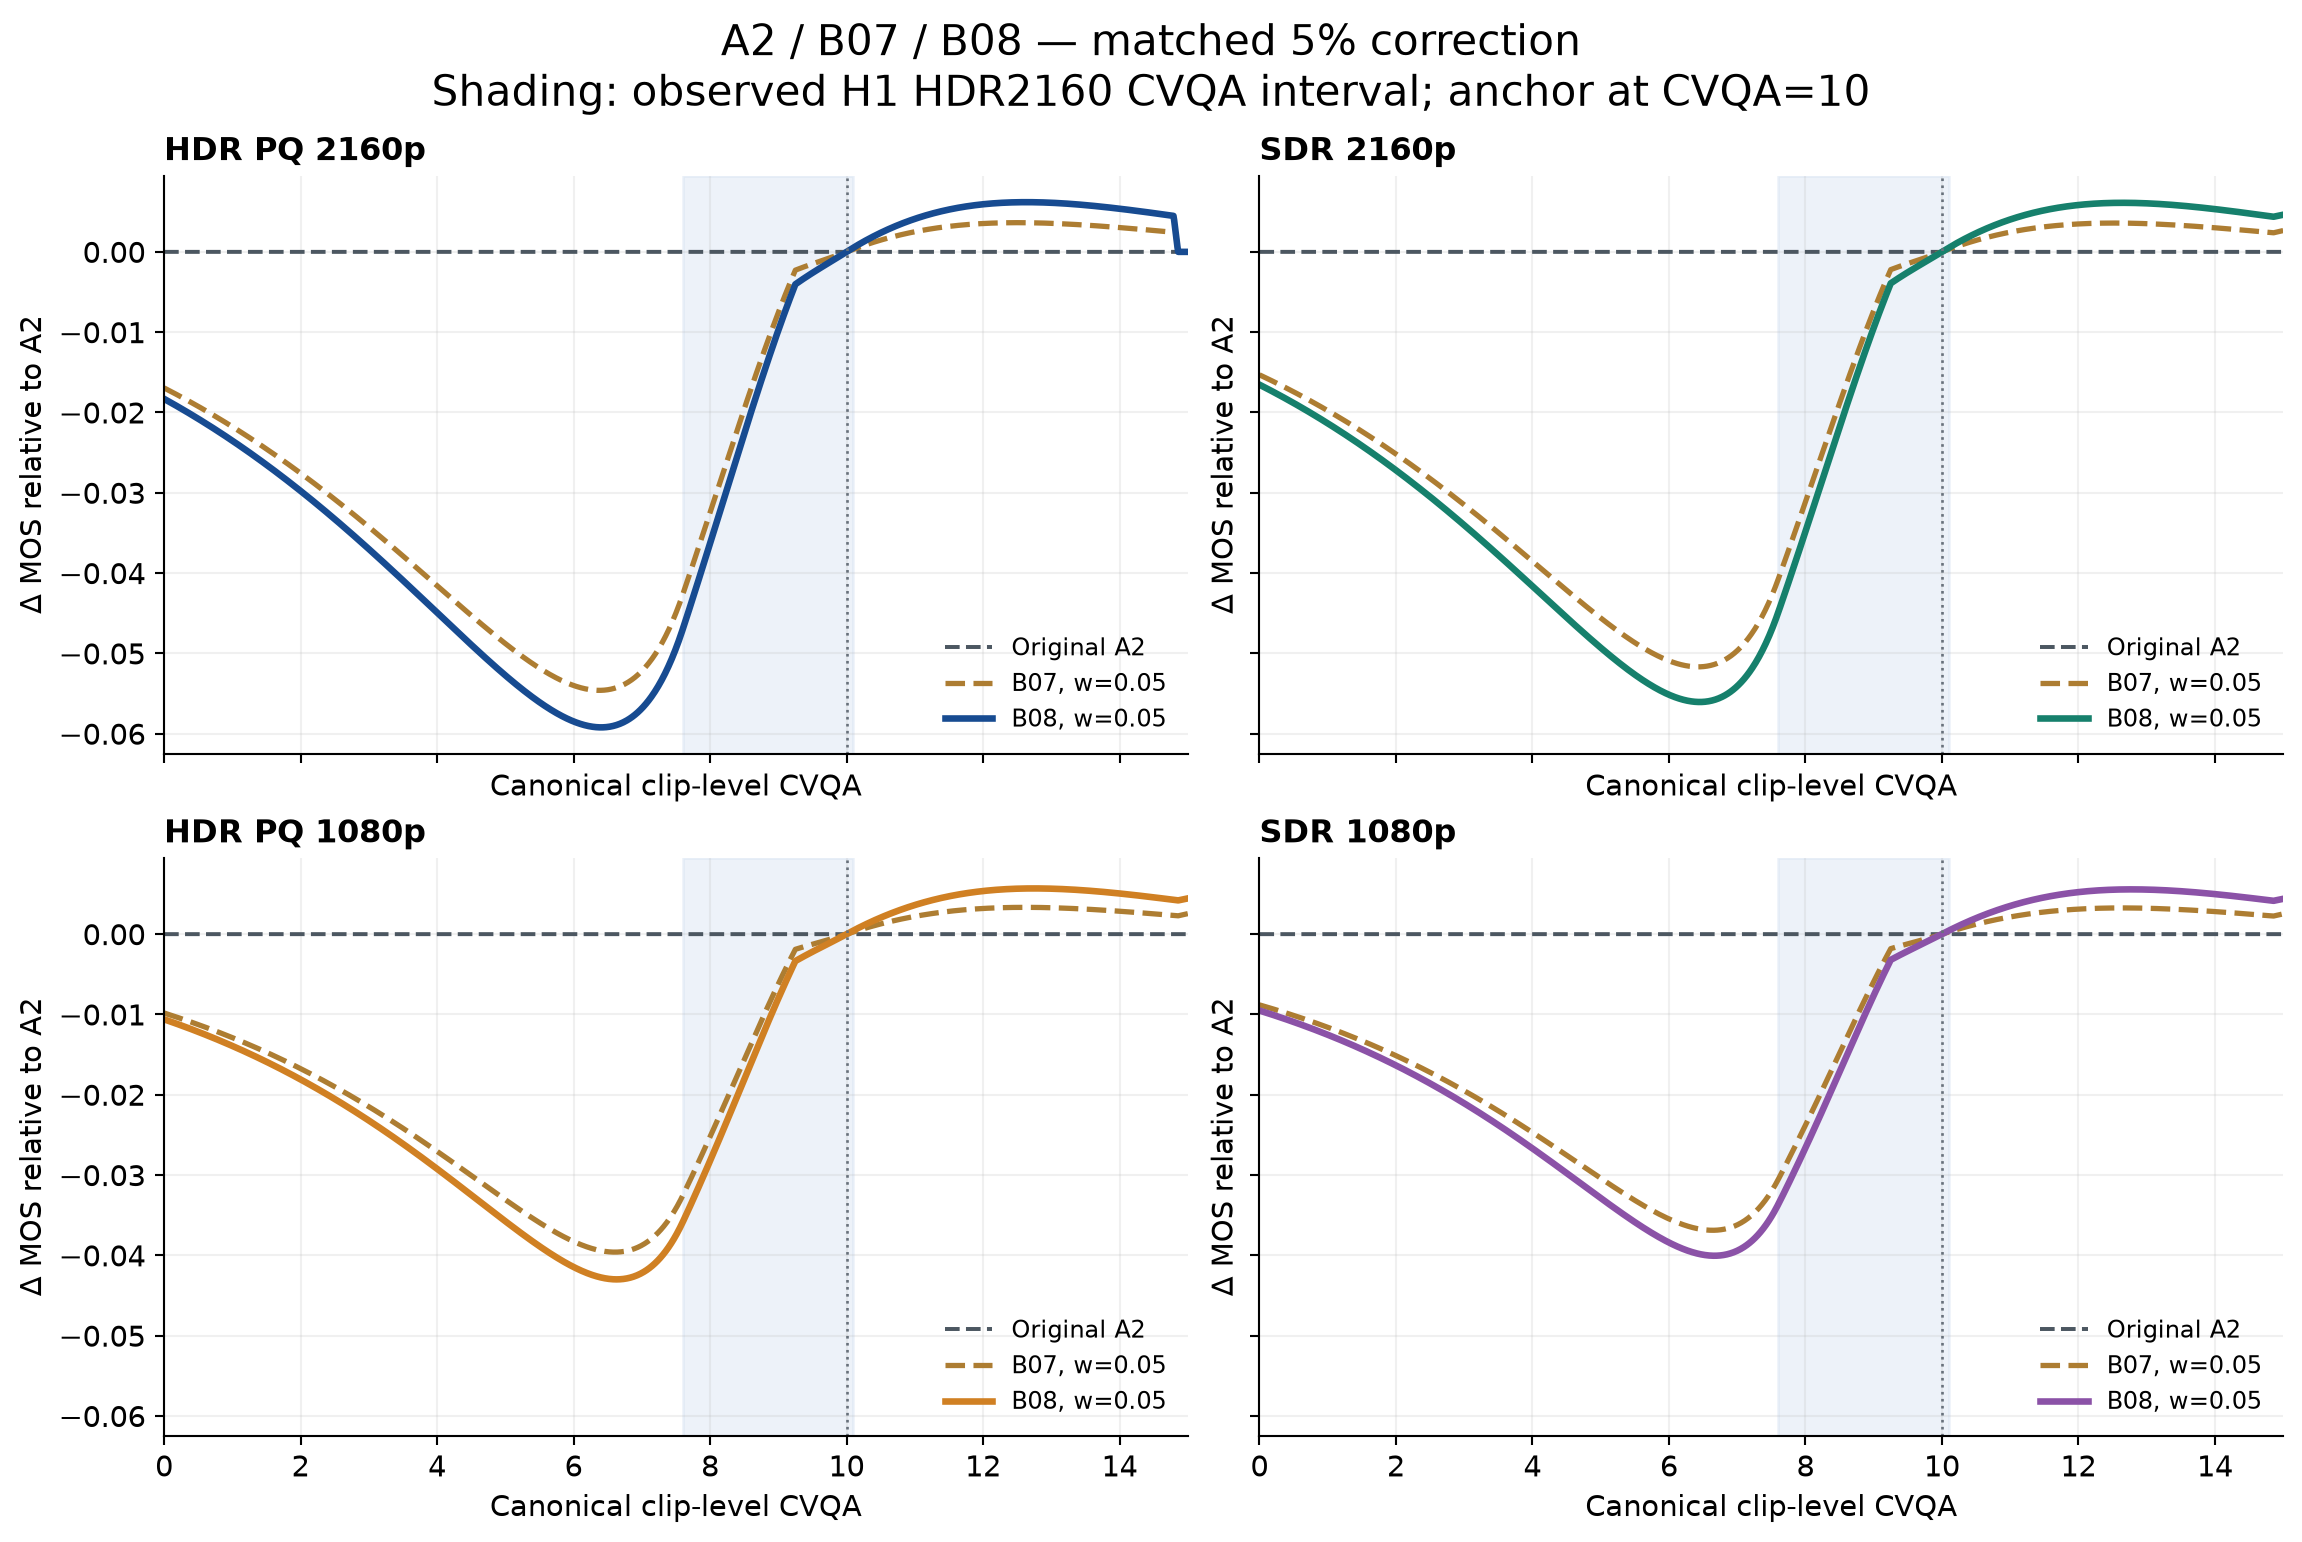 A2 / B07 / B08 — matched 5% correction
Shading: observed H1 HDR2160 CVQA interval; anchor at CVQA=10
HDR PQ 2160p
Δ MOS relative to A2
0.00
−0.01
−0.02
−0.03
−0.04
−0.05
−0.06
Original A2
B07, w=0.05
B08, w=0.05
Canonical clip-level CVQA
SDR 2160p
Δ MOS relative to A2
Original A2
B07, w=0.05
B08, w=0.05
Canonical clip-level CVQA
HDR PQ 1080p
Δ MOS relative to A2
0.00
−0.01
−0.02
−0.03
−0.04
−0.05
−0.06
Original A2
B07, w=0.05
B08, w=0.05
0 2 4 6 8 10 12 14
Canonical clip-level CVQA
SDR 1080p
Δ MOS relative to A2
Original A2
B07, w=0.05
B08, w=0.05
0 2 4 6 8 10 12 14
Canonical clip-level CVQA